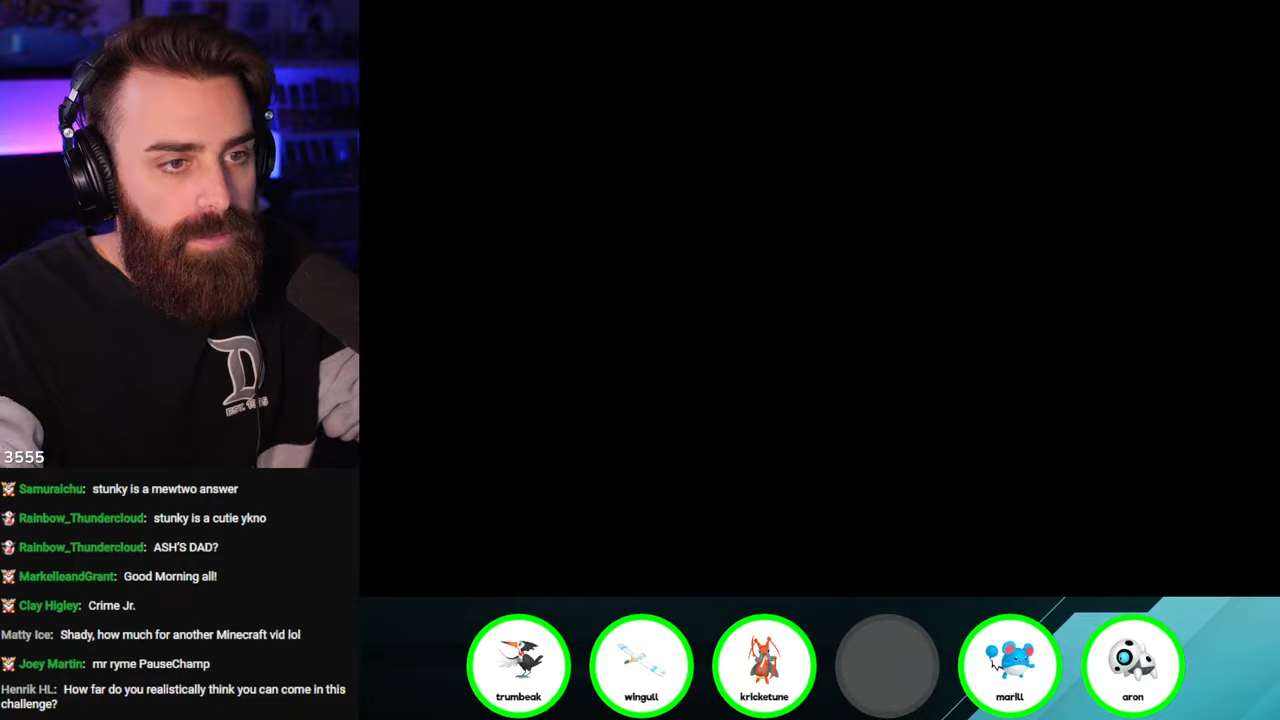 D
EST. 1
3555
Samuraichu: stunky is a mewtwo answer
Rainbow_Thundercloud: stunky is a cutie ykno
Rainbow_Thundercloud: ASH'S DAD?
MarkelleandGrant: Good Morning all!
Clay Higley: Crime Jr.
Matty Ice: Shady, how much for another Minecraft vid lol
Joey Martin: mr ryme PauseChamp
Henrik HL: How far do you realistically think you can come in this
challenge?
trumbeak
wingull
kricketune
marill
aron